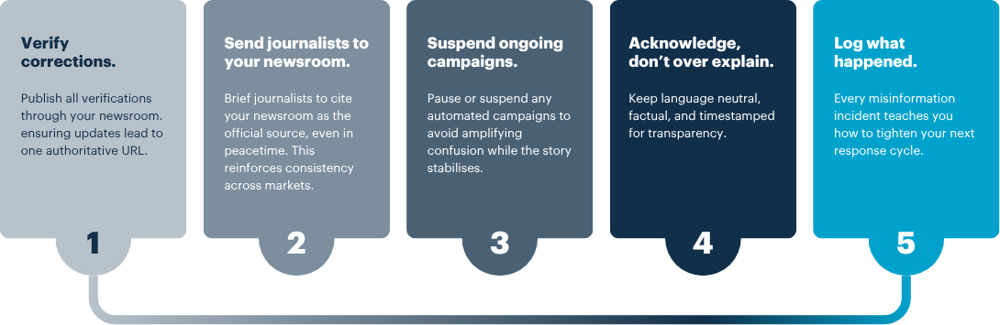 Verify
corrections.
Publish all verifications
through your newsroom.
ensuring updates lead to
one authoritative URL.
1
Send journalists to
your newsroom.
Brief journalists to cite
your newsroom as the
official source, even in
peacetime. This
reinforces consistency
across markets.
2
Suspend ongoing
campaigns.
Pause or suspend any
automated campaigns to
avoid amplifying
confusion while the story
stabilises.
3
Acknowledge,
don’t over explain.
Keep language neutral,
factual, and timestamped
for transparency.
4
Log what
happened.
Every misinformation
incident teaches you
how to tighten your next
response cycle.
5